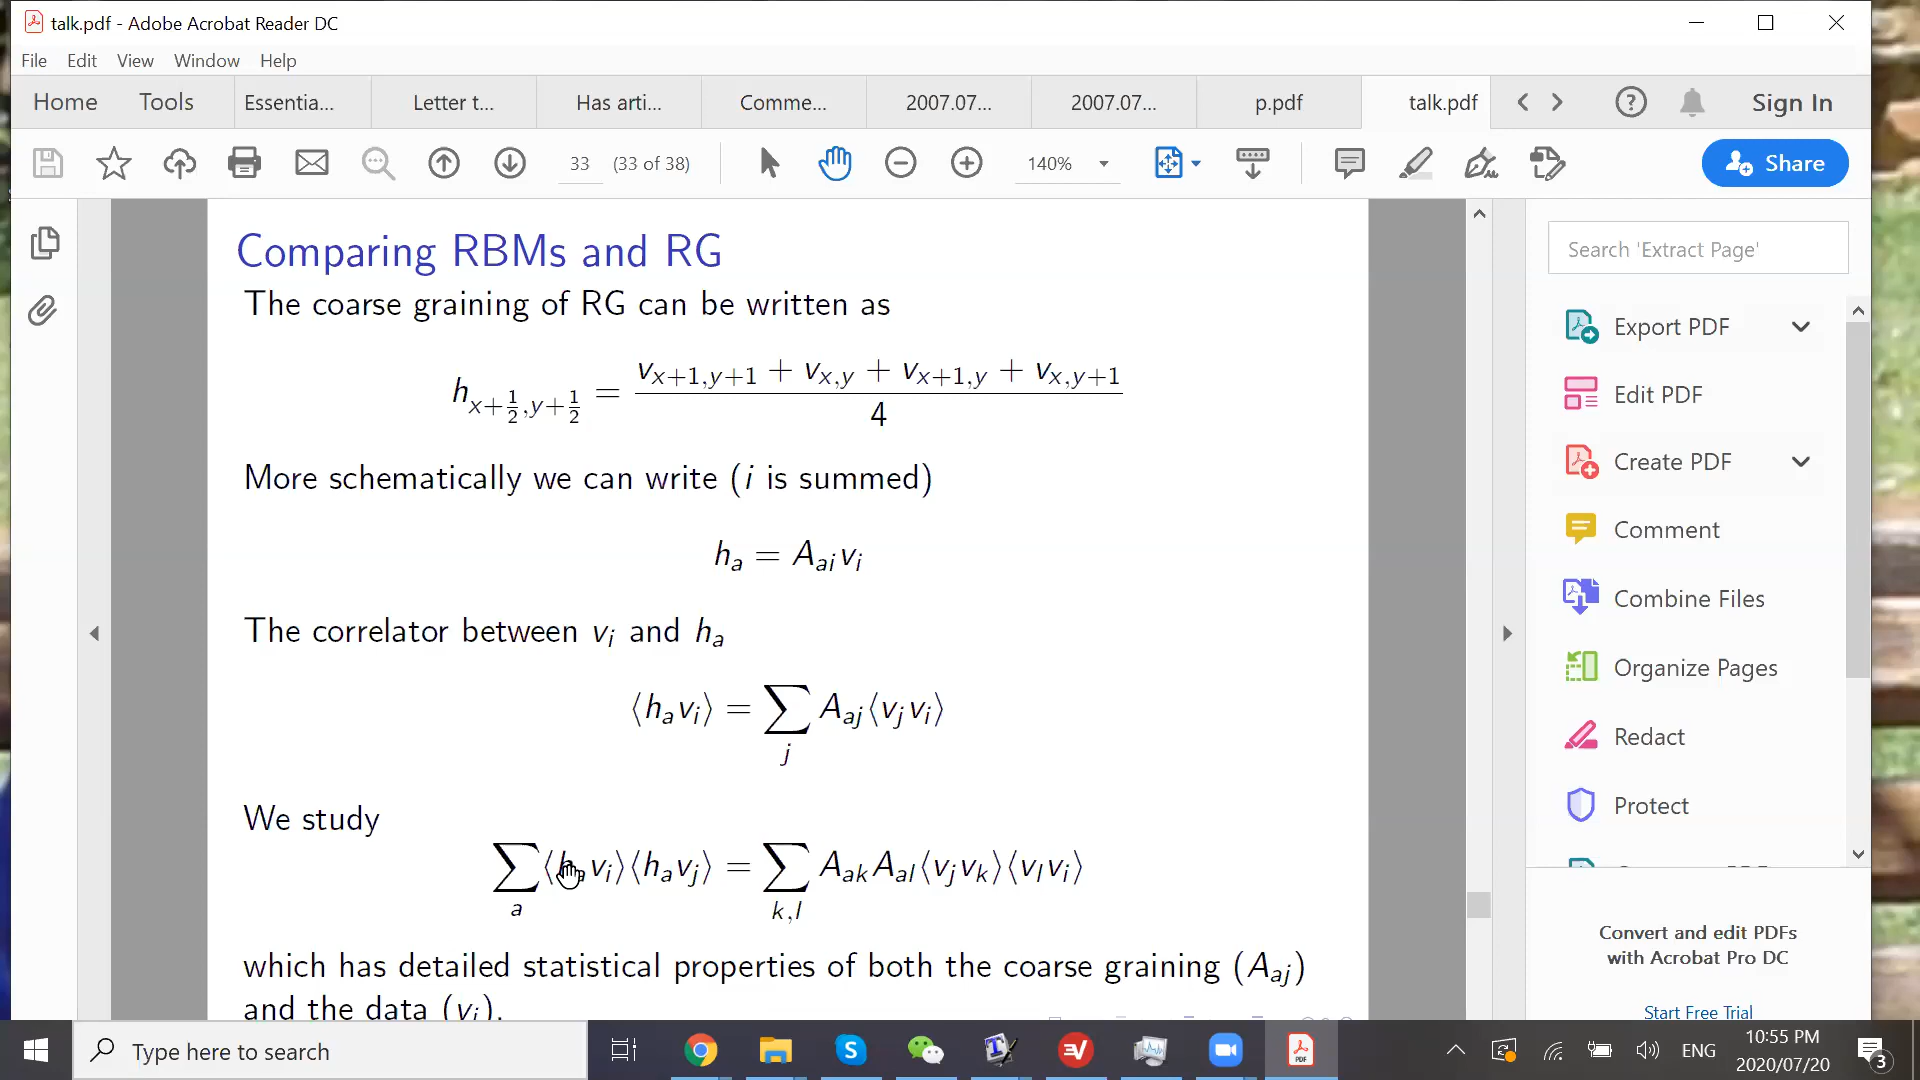 talk.pdf - Adobe Acrobat Reader DC
File Edit View Window Help
Home Tools Essentia... Letter t... Has arti... Comme... 2007.07... 2007.07... p.pdf talk.pdf Sign In
33 (33 of 38) 140% Share
Comparing RBMs and RG
The coarse graining of RG can be written as
h_{x+\frac{1}{2},y+\frac{1}{2}} = \frac{v_{x+1,y+1} + v_{x,y} + v_{x+1,y} + v_{x,y+1}}{4}
More schematically we can write (i is summed)
h_a = A_{ai} v_i
The correlator between v_i and h_a
⟨h_a v_i⟩ = \sum_j A_{aj} ⟨v_j v_i⟩
We study
\sum_a ⟨h_a v_i⟩⟨h_a v_j⟩ = \sum_{k,l} A_{ak} A_{al} ⟨v_j v_k⟩⟨v_l v_i⟩
which has detailed statistical properties of both the coarse graining (A_{aj})
and the data (v_i).
Search 'Extract Page'
Export PDF
Edit PDF
Create PDF
Comment
Combine Files
Organize Pages
Redact
Protect
Convert and edit PDFs
with Acrobat Pro DC
Start Free Trial
Type here to search
ENG
10:55 PM
2020/07/20
3